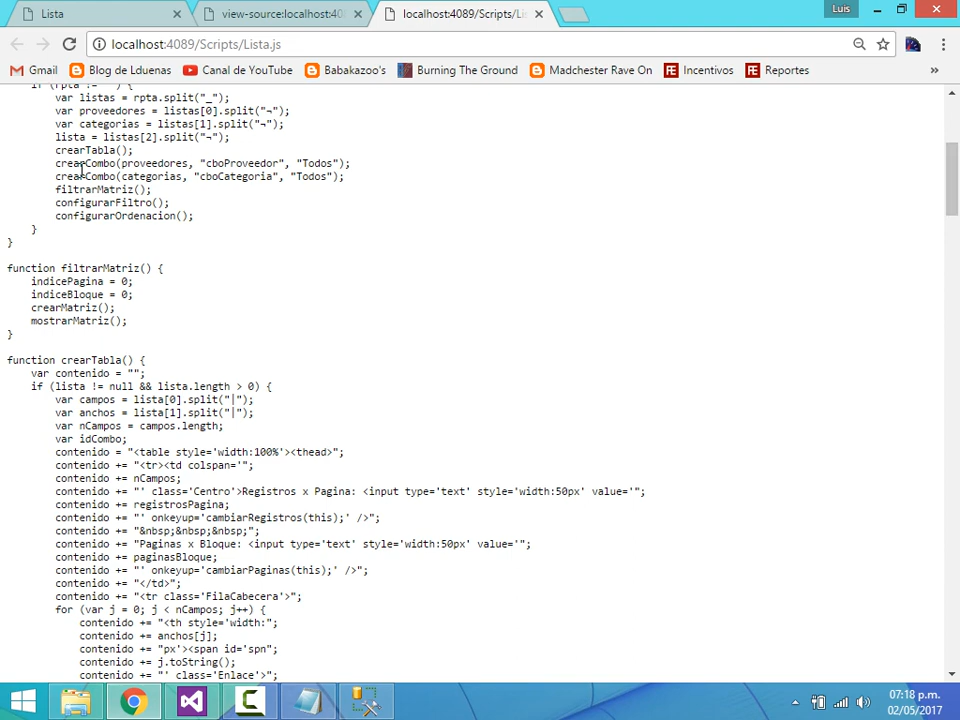 Lista
view-source:localhost:40
localhost:4089/Scripts/Lis
Luis
localhost:4089/Scripts/Lista.js
Gmail
Blog de Lduenas
Canal de YouTube
Babakazoo's
Burning The Ground
Madchester Rave On
Incentivos
Reportes
»
var listas = rpta.split("_");
var proveedores = listas[0].split("¬");
var categorias = listas[1].split("¬");
lista = listas[2].split("¬");
crearTabla();
crearCombo(proveedores, "cboProveedor", "Todos");
crearCombo(categorias, "cboCategoria", "Todos");
filtrarMatriz();
configurarFiltro();
configurarOrdenacion();
}
}
function filtrarMatriz() {
indicePagina = 0;
indiceBloque = 0;
crearMatriz();
mostrarMatriz();
}
function crearTabla() {
var contenido = "";
if (lista != null && lista.length > 0) {
var campos = lista[0].split("|");
var anchos = lista[1].split("|");
var nCampos = campos.length;
var idCombo;
contenido = "<table style='width:100%'><thead>";
contenido += "<tr><td colspan='";
contenido += nCampos;
contenido += "' class='Centro'>Registros x Pagina: <input type='text' style='width:50px' value='";
contenido += registrosPagina;
contenido += "' onkeyup='cambiarRegistros(this);' />";
contenido += "&nbsp;&nbsp;&nbsp;";
contenido += "Paginas x Bloque: <input type='text' style='width:50px' value='";
contenido += paginasBloque;
contenido += "' onkeyup='cambiarPaginas(this);' />";
contenido += "</td>";
contenido += "<tr class='FilaCabecera'>";
for (var j = 0; j < nCampos; j++) {
contenido += "<th style='width:";
contenido += anchos[j];
contenido += "px'><span id='spn";
contenido += j.toString();
contenido += "' class='Enlace'>";
07:18 p.m.
02/05/2017